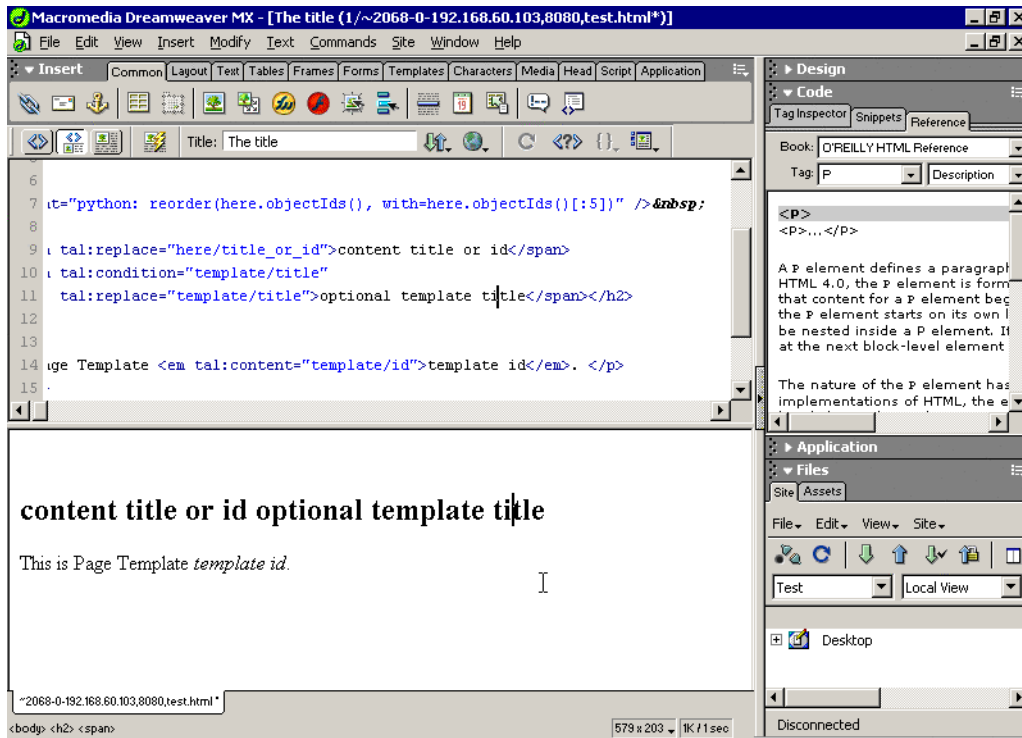 Macromedia Dreamweaver MX - [The title (1/~2068-0-192.168.60.103,8080,test.html*)]
File Edit View Insert Modify Text Commands Site Window Help
Insert Common Layout Text Tables Frames Forms Templates Characters Media Head Script Application
Title: The title
6
7 it="python: reorder(here.objectIds(), with=here.objectIds()[:5])" />&nbsp;
8
9 tal:replace="here/title_or_id">content title or id</span>
10 tal:condition="template/title"
11 tal:replace="template/title">optional template title</span></h2>
12
13
14 age Template <em tal:content="template/id">template id</em>. </p>
15
content title or id optional template title
This is Page Template template id.
~2068-0-192.168.60.103,8080,test.html*
<body> <h2> <span>
579 x 203 1K / 1 sec
Design
Code
Tag Inspector Snippets Reference
Book: O'REILLY HTML Reference
Tag: P Description
<P>
<P>...</P>
A P element defines a paragraph
HTML 4.0, the P element is form
that content for a P element beg
the P element starts on its own l
be nested inside a P element. If
at the next block-level element
The nature of the P element has
implementations of HTML, the e
Application
Files
Site Assets
File Edit View Site
Test Local View
Desktop
Disconnected